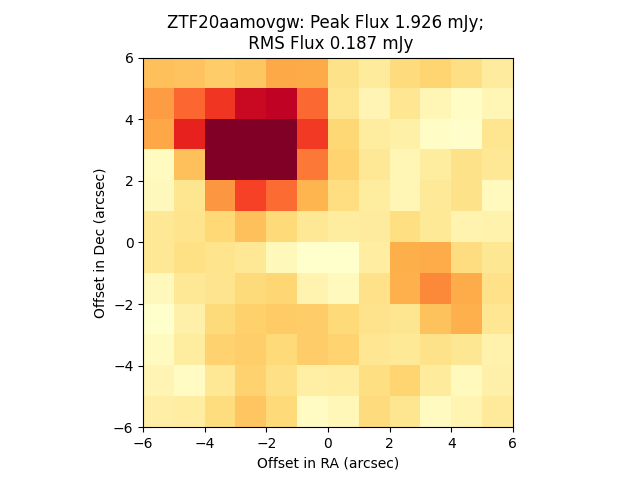 ZTF20aamovgw: Peak Flux 1.926 mJy;
RMS Flux 0.187 mJy
6
4
2
0
−2
−4
−6
Offset in Dec (arcsec)
−6 −4 −2 0 2 4 6
Offset in RA (arcsec)